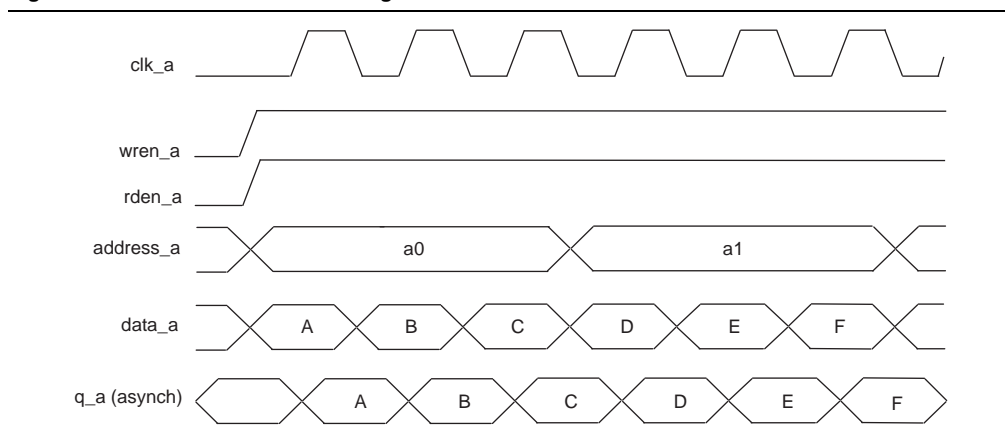 clk_a
wren_a
rden_a
address_a a0 a1
data_a A B C D E F
q_a (asynch) A B C D E F